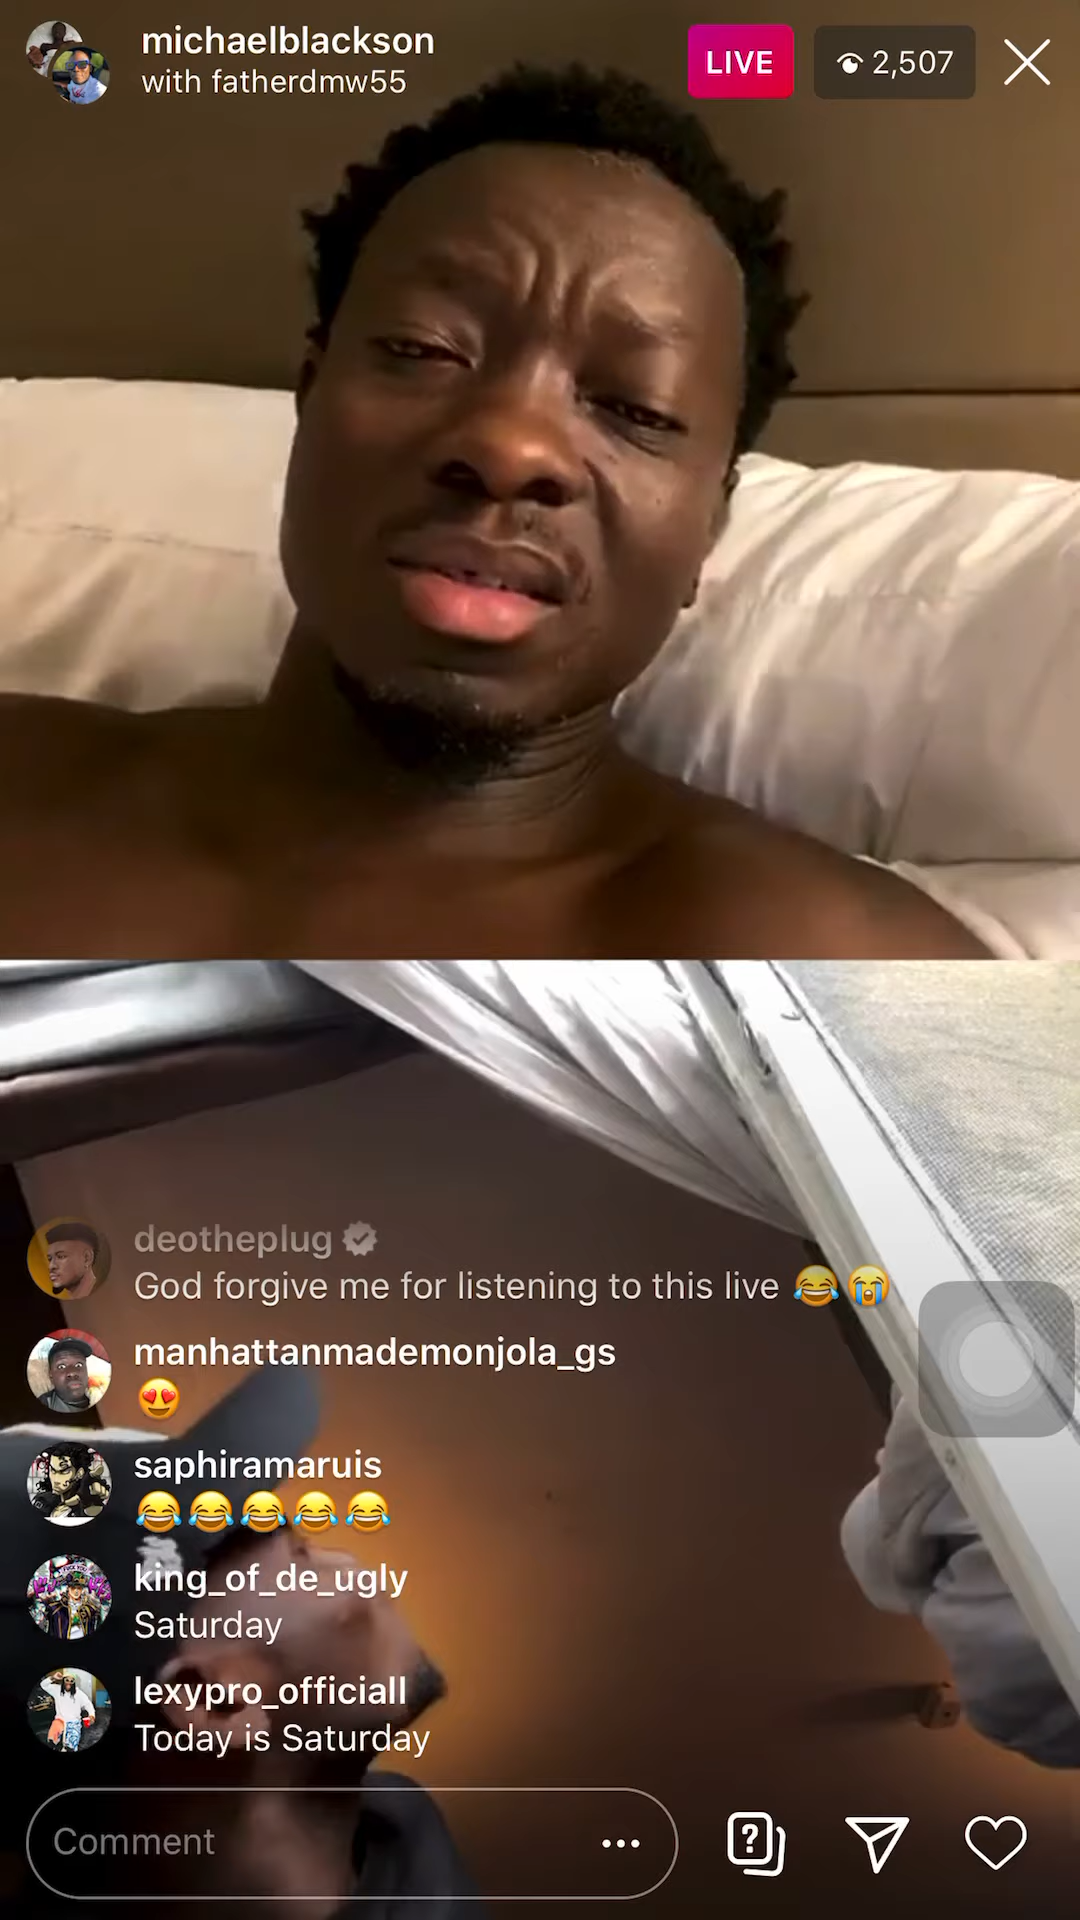 michaelblackson
with fatherdmw55
LIVE
2,507
deotheplug
God forgive me for listening to this live 😂😭
manhattanmademonjola_gs
😍
saphiramaruis
😂😂😂😂😂
king_of_de_ugly
Saturday
lexypro_officiall
Today is Saturday
Comment